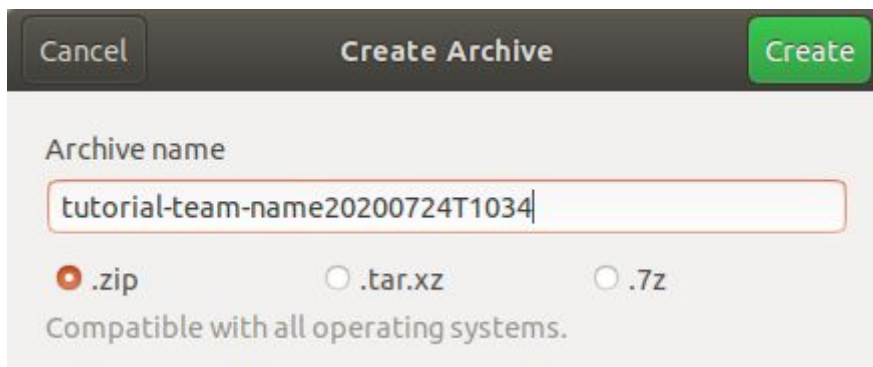 Cancel Create Archive Create
Archive name
tutorial-team-name20200724T1034
.zip .tar.xz .7z
Compatible with all operating systems.